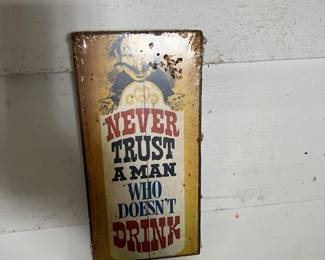 NEVER
TRUST
A MAN
WHO
DOESN'T
DRINK